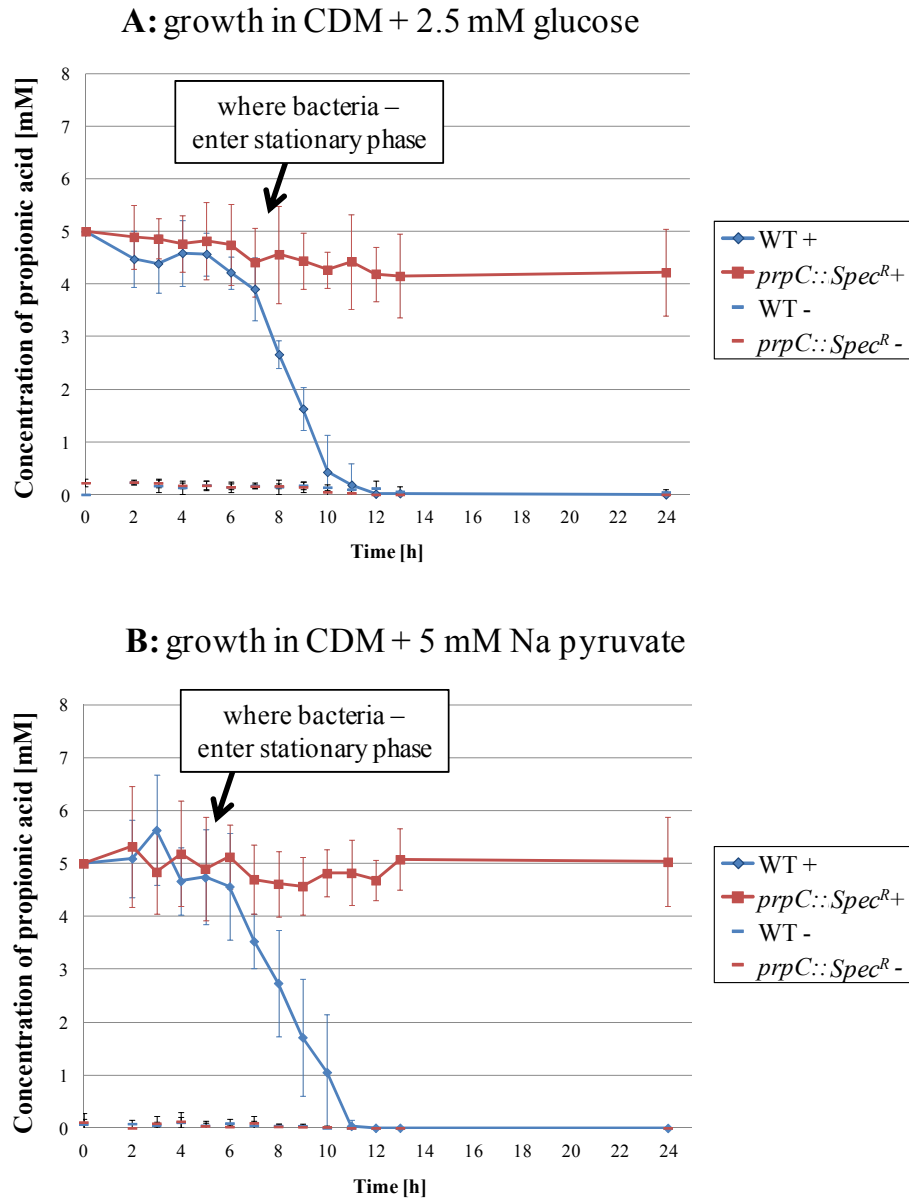 A: growth in CDM + 2.5 mM glucose
where bacteria –
enter stationary phase
Concentration of propionic acid [mM]
8
7
6
5
4
3
2
1
0
0 2 4 6 8 10 12 14 16 18 20 22 24
Time [h]
WT +
prpC::Spec^R +
WT -
prpC::Spec^R -
B: growth in CDM + 5 mM Na pyruvate
where bacteria –
enter stationary phase
Concentration of propionic acid [mM]
8
7
6
5
4
3
2
1
0
0 2 4 6 8 10 12 14 16 18 20 22 24
Time [h]
WT +
prpC::Spec^R +
WT -
prpC::Spec^R -